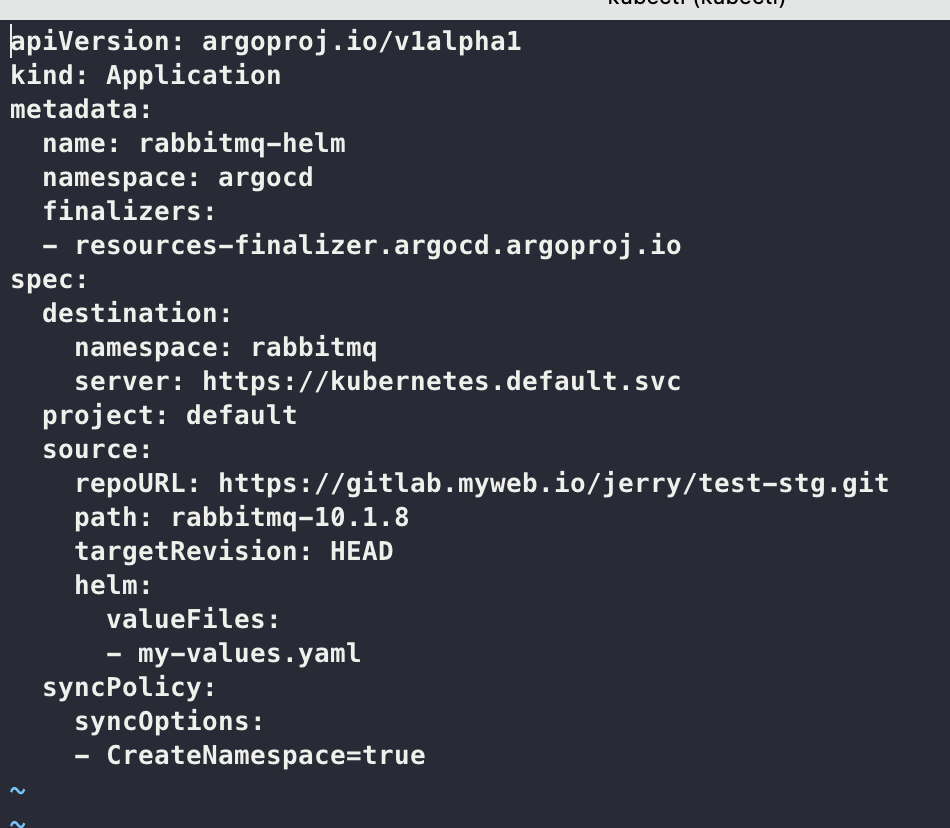 kubectl (kubectl)
apiVersion: argoproj.io/v1alpha1
kind: Application
metadata:
  name: rabbitmq-helm
  namespace: argocd
  finalizers:
  - resources-finalizer.argocd.argoproj.io
spec:
  destination:
    namespace: rabbitmq
    server: https://kubernetes.default.svc
  project: default
  source:
    repoURL: https://gitlab.myweb.io/jerry/test-stg.git
    path: rabbitmq-10.1.8
    targetRevision: HEAD
    helm:
      valueFiles:
      - my-values.yaml
  syncPolicy:
    syncOptions:
    - CreateNamespace=true
~
~